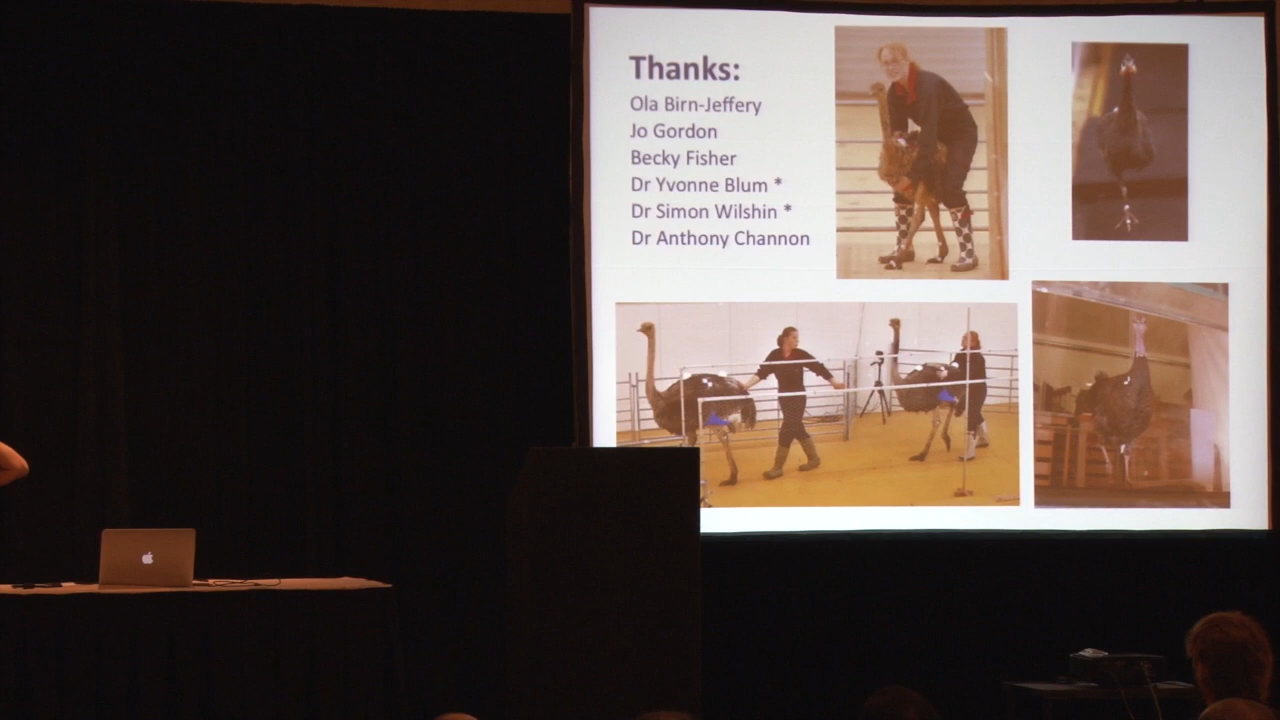 Thanks:
Ola Birn-Jeffery
Jo Gordon
Becky Fisher
Dr Yvonne Blum *
Dr Simon Wilshin *
Dr Anthony Channon